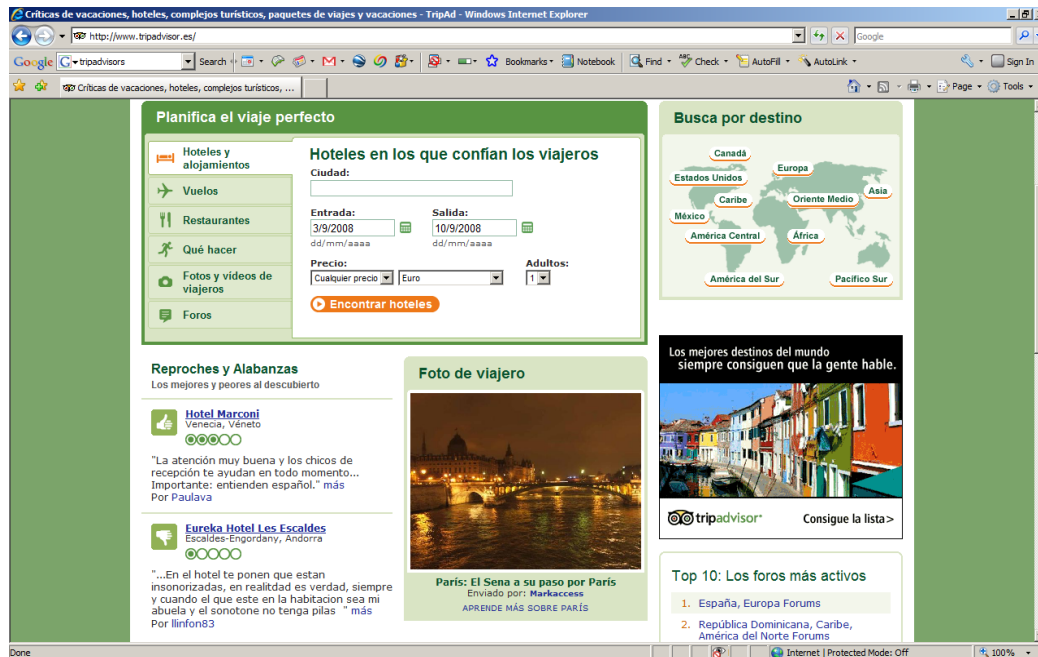 Críticas de vacaciones, hoteles, complejos turísticos, paquetes de viajes y vacaciones - TripAd - Windows Internet Explorer
http://www.tripadvisor.es/
Google
Google
tripadvisors
Search
Bookmarks
Notebook
Find
Check
AutoFill
AutoLink
Sign In
Críticas de vacaciones, hoteles, complejos turísticos, ...
Page
Tools
Planifica el viaje perfecto
Hoteles y
alojamientos
Vuelos
Restaurantes
Qué hacer
Fotos y vídeos de
viajeros
Foros
Hoteles en los que confían los viajeros
Ciudad:
Entrada:
Salida:
3/9/2008
10/9/2008
dd/mm/aaaa
dd/mm/aaaa
Precio:
Adultos:
Cualquier precio
Euro
1
Encontrar hoteles
Busca por destino
Canadá
Europa
Estados Unidos
Asia
Caribe
Oriente Medio
México
América Central
África
América del Sur
Pacífico Sur
Reproches y Alabanzas
Los mejores y peores al descubierto
Hotel Marconi
Venecia, Véneto
"La atención muy buena y los chicos de
recepción te ayudan en todo momento...
Importante: entienden español." más
Por Paulava
Eureka Hotel Les Escaldes
Escaldes-Engordany, Andorra
"...En el hotel te ponen que estan
insonorizadas, en realitdad es verdad, siempre
y cuando el que este en la habitacion sea mi
abuela y el sonotone no tenga pilas " más
Por llinfon83
Foto de viajero
París: El Sena a su paso por París
Enviado por: Markaccess
APRENDE MÁS SOBRE PARÍS
Los mejores destinos del mundo
siempre consiguen que la gente hable.
tripadvisor
Consigue la lista>
Top 10: Los foros más activos
1. España, Europa Forums
2. República Dominicana, Caribe,
América del Norte Forums
Done
Internet | Protected Mode: Off
100%